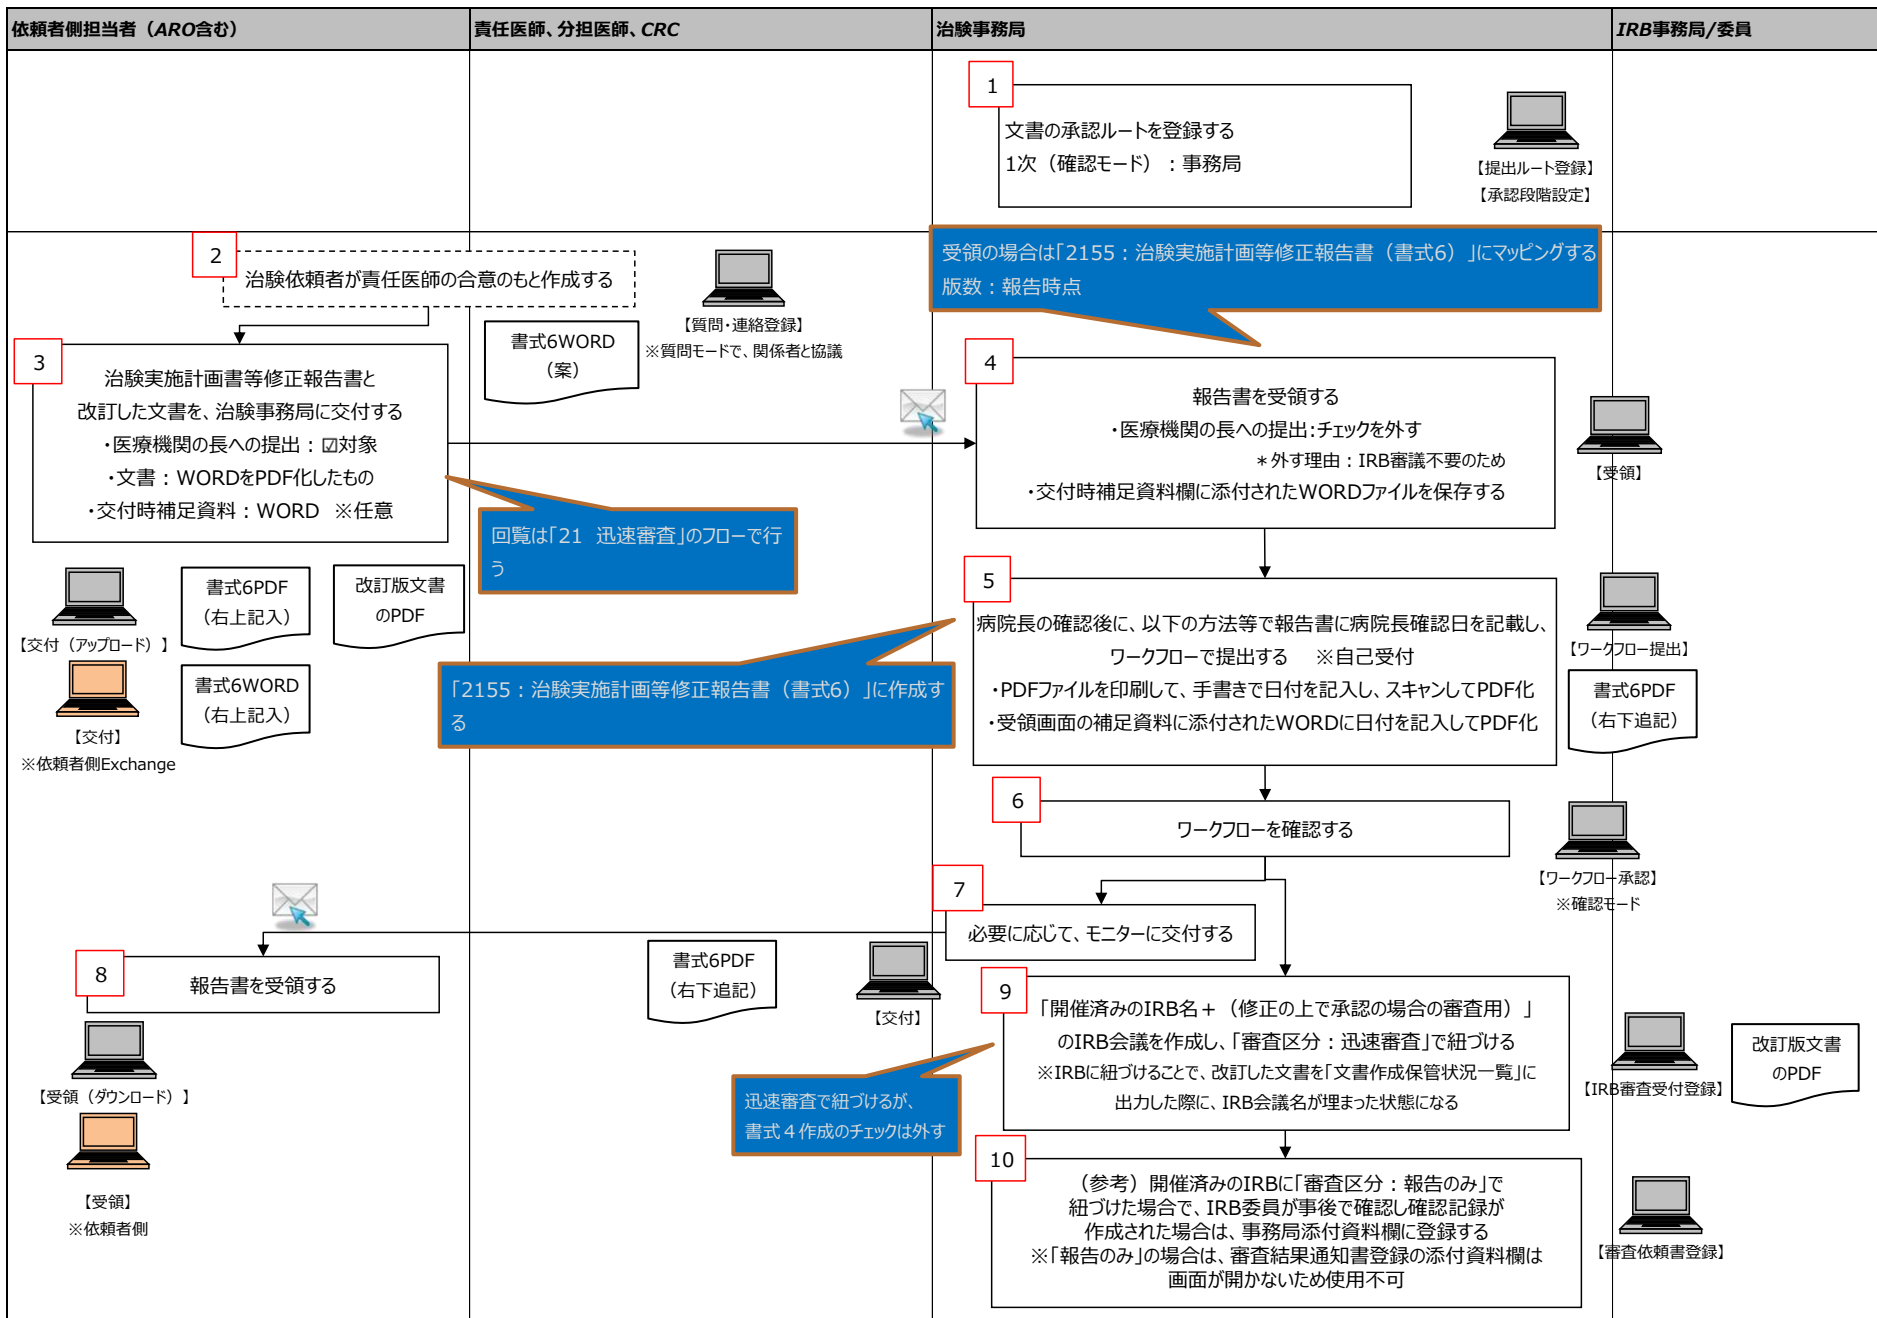 依頼者側担当者（ARO含む）
責任医師、分担医師、CRC
治験事務局
IRB事務局/委員
1
文書の承認ルートを登録する
1次（確認モード）：事務局
【提出ルート登録】
【承認段階設定】
2
治験依頼者が責任医師の合意のもと作成する
【質問・連絡登録】
※質問モードで、関係者と協議
書式6WORD
（案）
受領の場合は「2155：治験実施計画等修正報告書（書式6）」にマッピングする
版数：報告時点
3
治験実施計画書等修正報告書と
改訂した文書を、治験事務局に交付する
・医療機関の長への提出：☑対象
・文書：WORDをPDF化したもの
・交付時補足資料：WORD　※任意
回覧は「21　迅速審査」のフローで行
う
【交付（アップロード）】
書式6PDF
（右上記入）
改訂版文書
のPDF
【交付】
※依頼者側Exchange
書式6WORD
（右上記入）
4
報告書を受領する
・医療機関の長への提出:チェックを外す
＊外す理由：IRB審議不要のため
・交付時補足資料欄に添付されたWORDファイルを保存する
【受領】
5
病院長の確認後に、以下の方法等で報告書に病院長確認日を記載し、
ワークフローで提出する　※自己受付
・PDFファイルを印刷して、手書きで日付を記入し、スキャンしてPDF化
・受領画面の補足資料に添付されたWORDに日付を記入してPDF化
【ワークフロー提出】
書式6PDF
（右下追記）
「2155：治験実施計画等修正報告書（書式6）」に作成す
る
6
ワークフローを確認する
【ワークフロー承認】
※確認モード
7
必要に応じて、モニターに交付する
書式6PDF
（右下追記）
【交付】
8
報告書を受領する
【受領（ダウンロード）】
【受領】
※依頼者側
9
「開催済みのIRB名＋（修正の上で承認の場合の審査用）」
のIRB会議を作成し、「審査区分：迅速審査」で紐づける
※IRBに紐づけることで、改訂した文書を「文書作成保管状況一覧」に
出力した際に、IRB会議名が埋まった状態になる
【IRB審査受付登録】
改訂版文書
のPDF
迅速審査で紐づけるが、
書式４作成のチェックは外す
10
（参考）開催済みのIRBに「審査区分：報告のみ」で
紐づけた場合で、IRB委員が事後で確認し確認記録が
作成された場合は、事務局添付資料欄に登録する
※「報告のみ」の場合は、審査結果通知書登録の添付資料欄は
画面が開かないため使用不可
【審査依頼書登録】